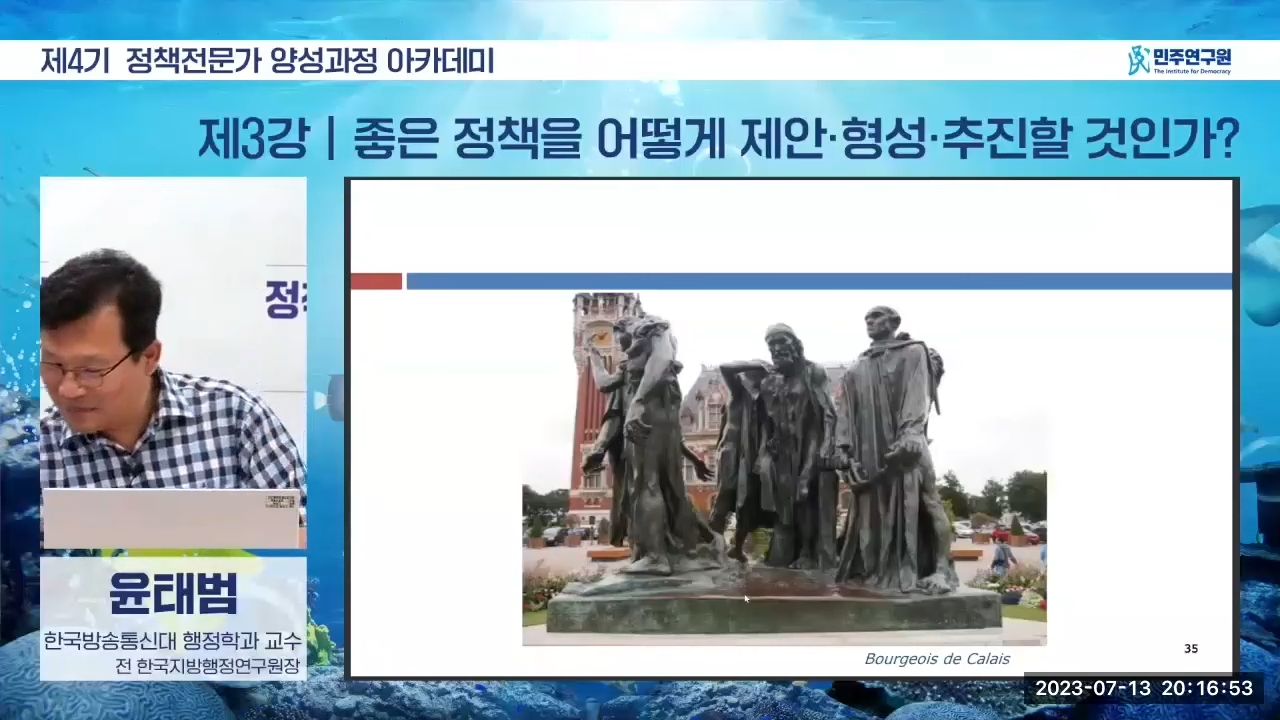 제4기 정책전문가 양성과정 아카데미
민주연구원
The Institute for Democracy
제3강 | 좋은 정책을 어떻게 제안·형성·추진할 것인가?
정
윤태범
한국방송통신대 행정학과 교수
전 한국지방행정연구원장
Bourgeois de Calais
35
2023-07-13 20:16:53